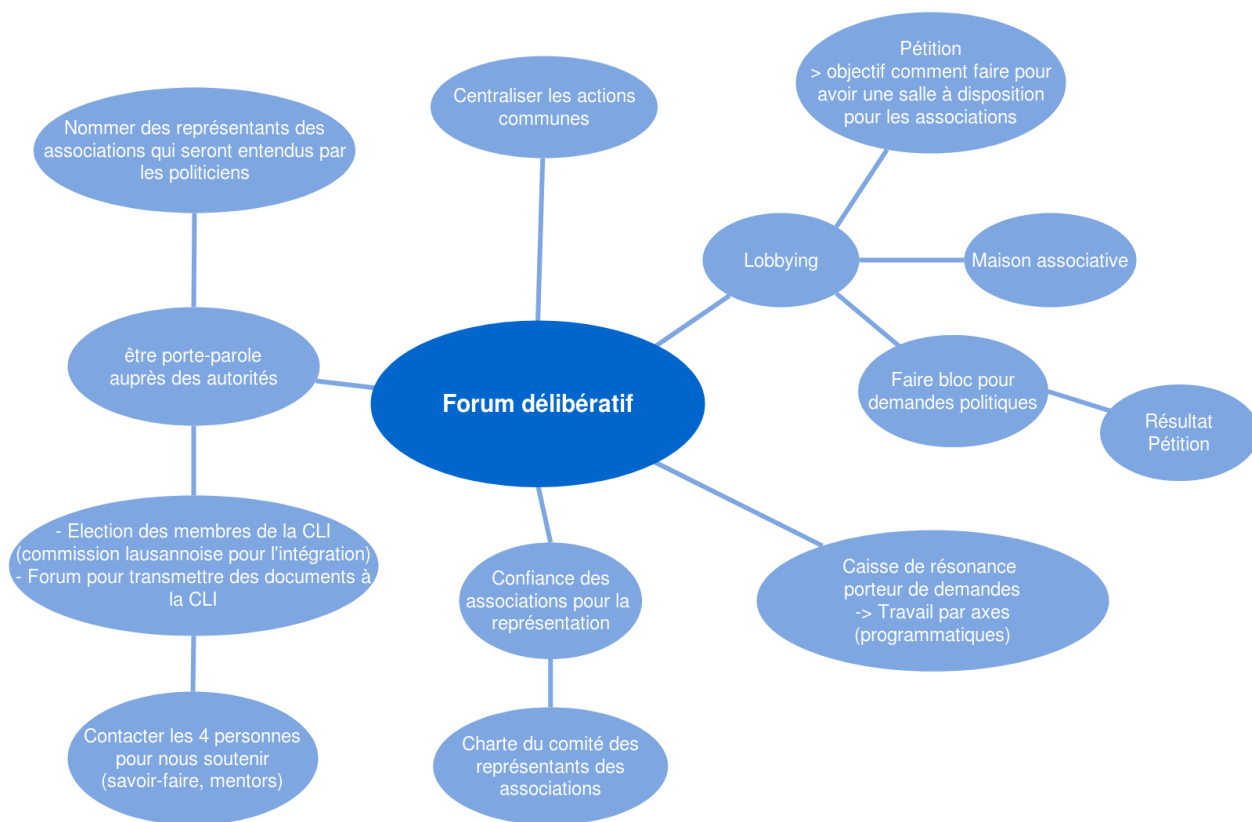 Pétition
> objectif comment faire pour
avoir une salle à disposition
pour les associations
Centraliser les actions
communes
Nommer des représentants des
associations qui seront entendus par
les politiciens
Lobbying
Maison associative
être porte-parole
auprès des autorités
Forum délibératif
Faire bloc pour
demandes politiques
Résultat
Pétition
- Election des membres de la CLI
(commission lausannoise pour l'intégration)
- Forum pour transmettre des documents à
la CLI
Confiance des
associations pour la
représentation
Caisse de résonance
porteur de demandes
-> Travail par axes
(programmatiques)
Contacter les 4 personnes
pour nous soutenir
(savoir-faire, mentors)
Charte du comité des
représentants des
associations